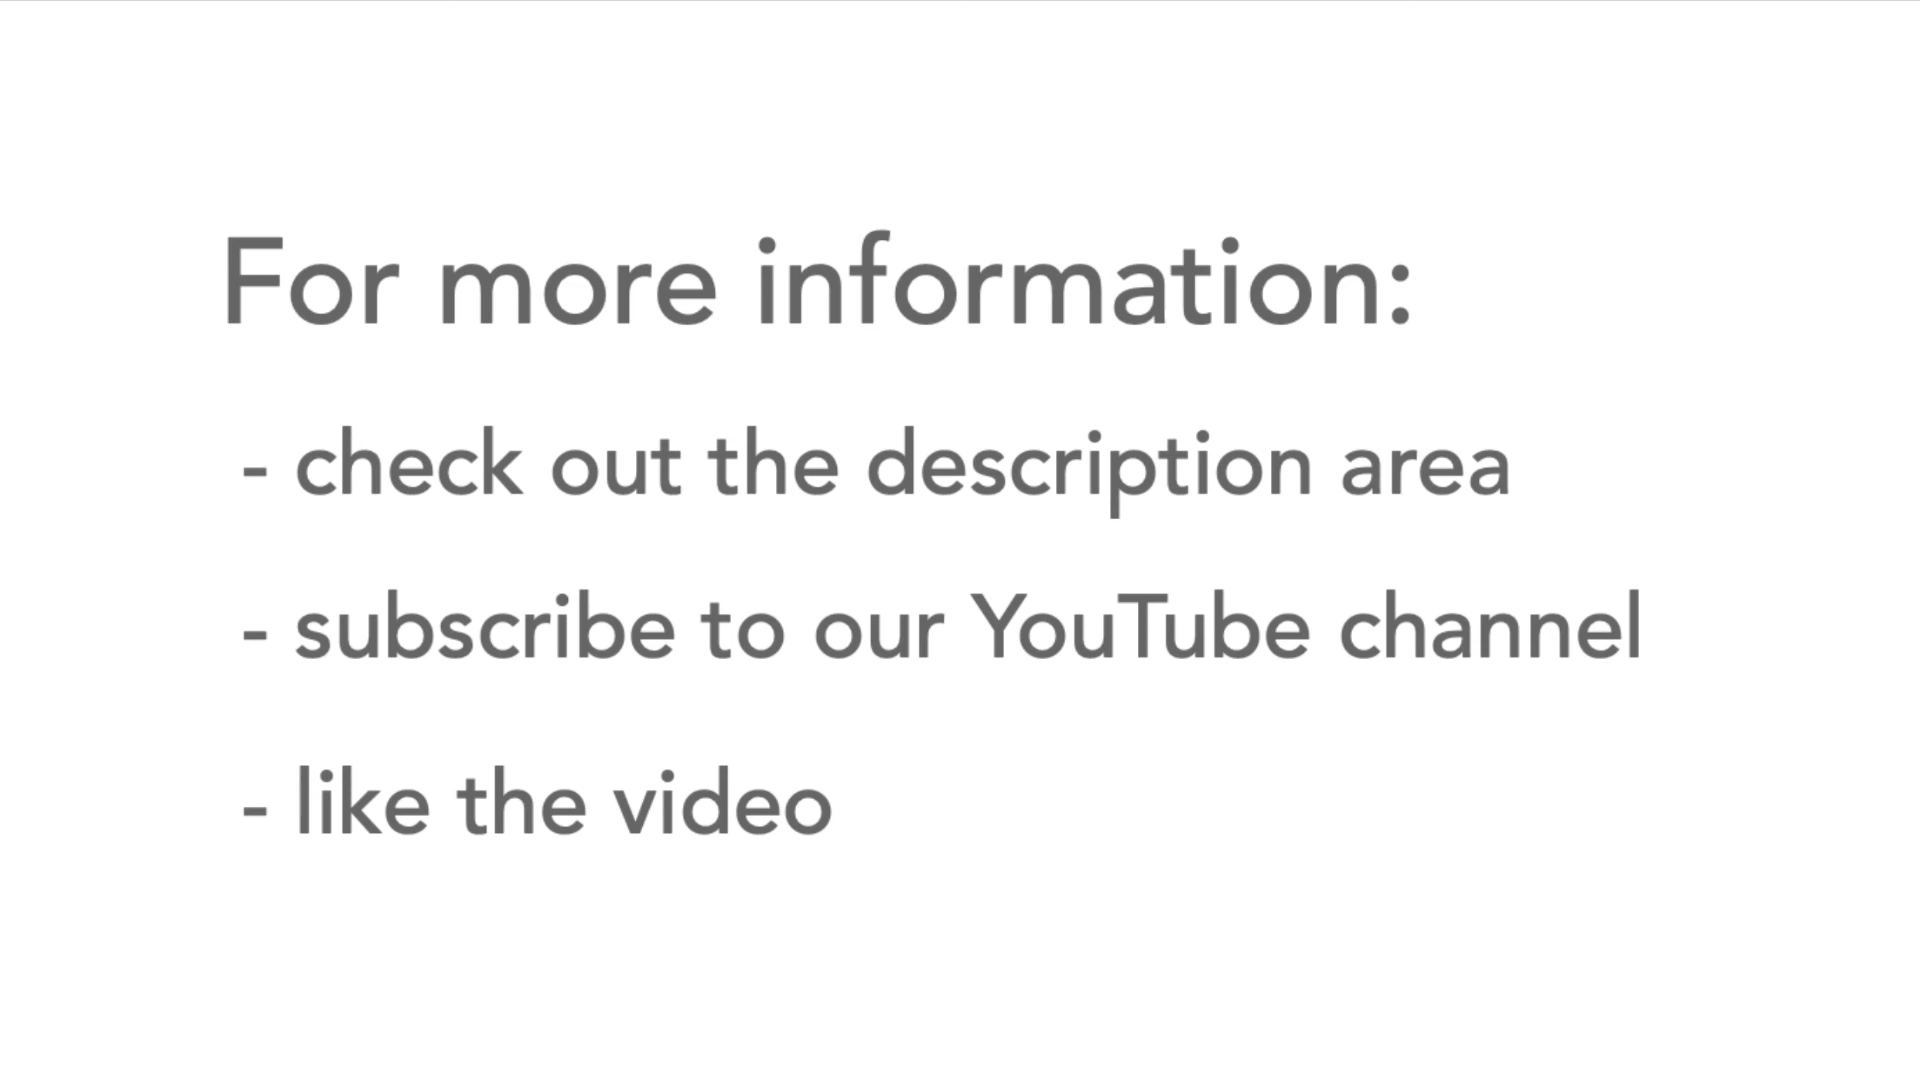 For more information:
- check out the description area
- subscribe to our YouTube channel
- like the video